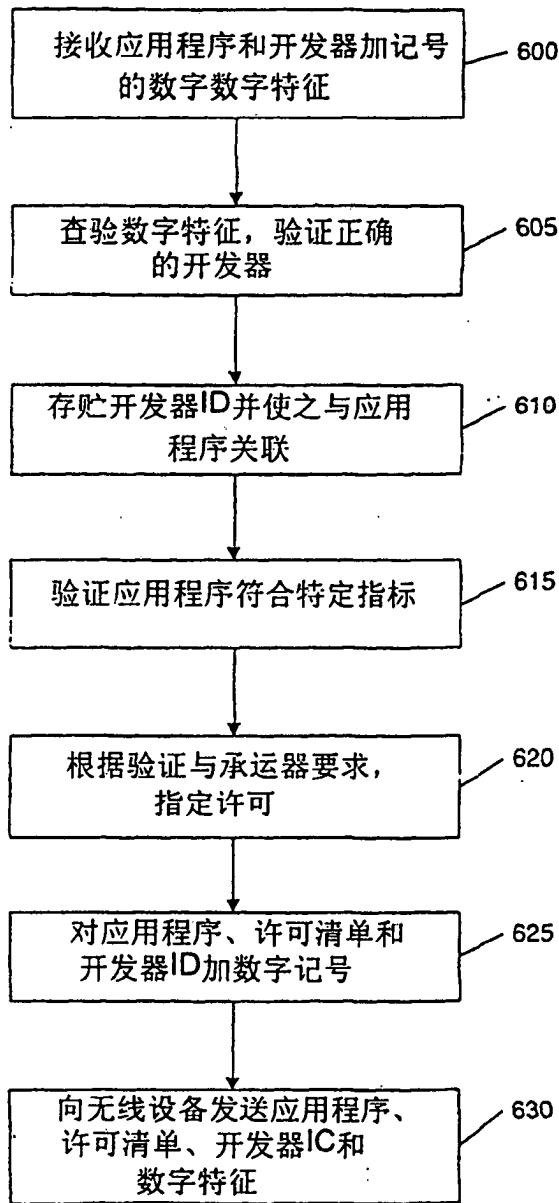 接收应用程序和开发器加记号
的数字数字特征
600
查验数字特征，验证正确
的开发器
605
存贮开发器ID并使之与应用
程序关联
610
验证应用程序符合特定指标
615
根据验证与承运器要求，
指定许可
620
对应用程序、许可清单和
开发器ID加数字记号
625
向无线设备发送应用程序、
许可清单、开发器IC和
数字特征
630